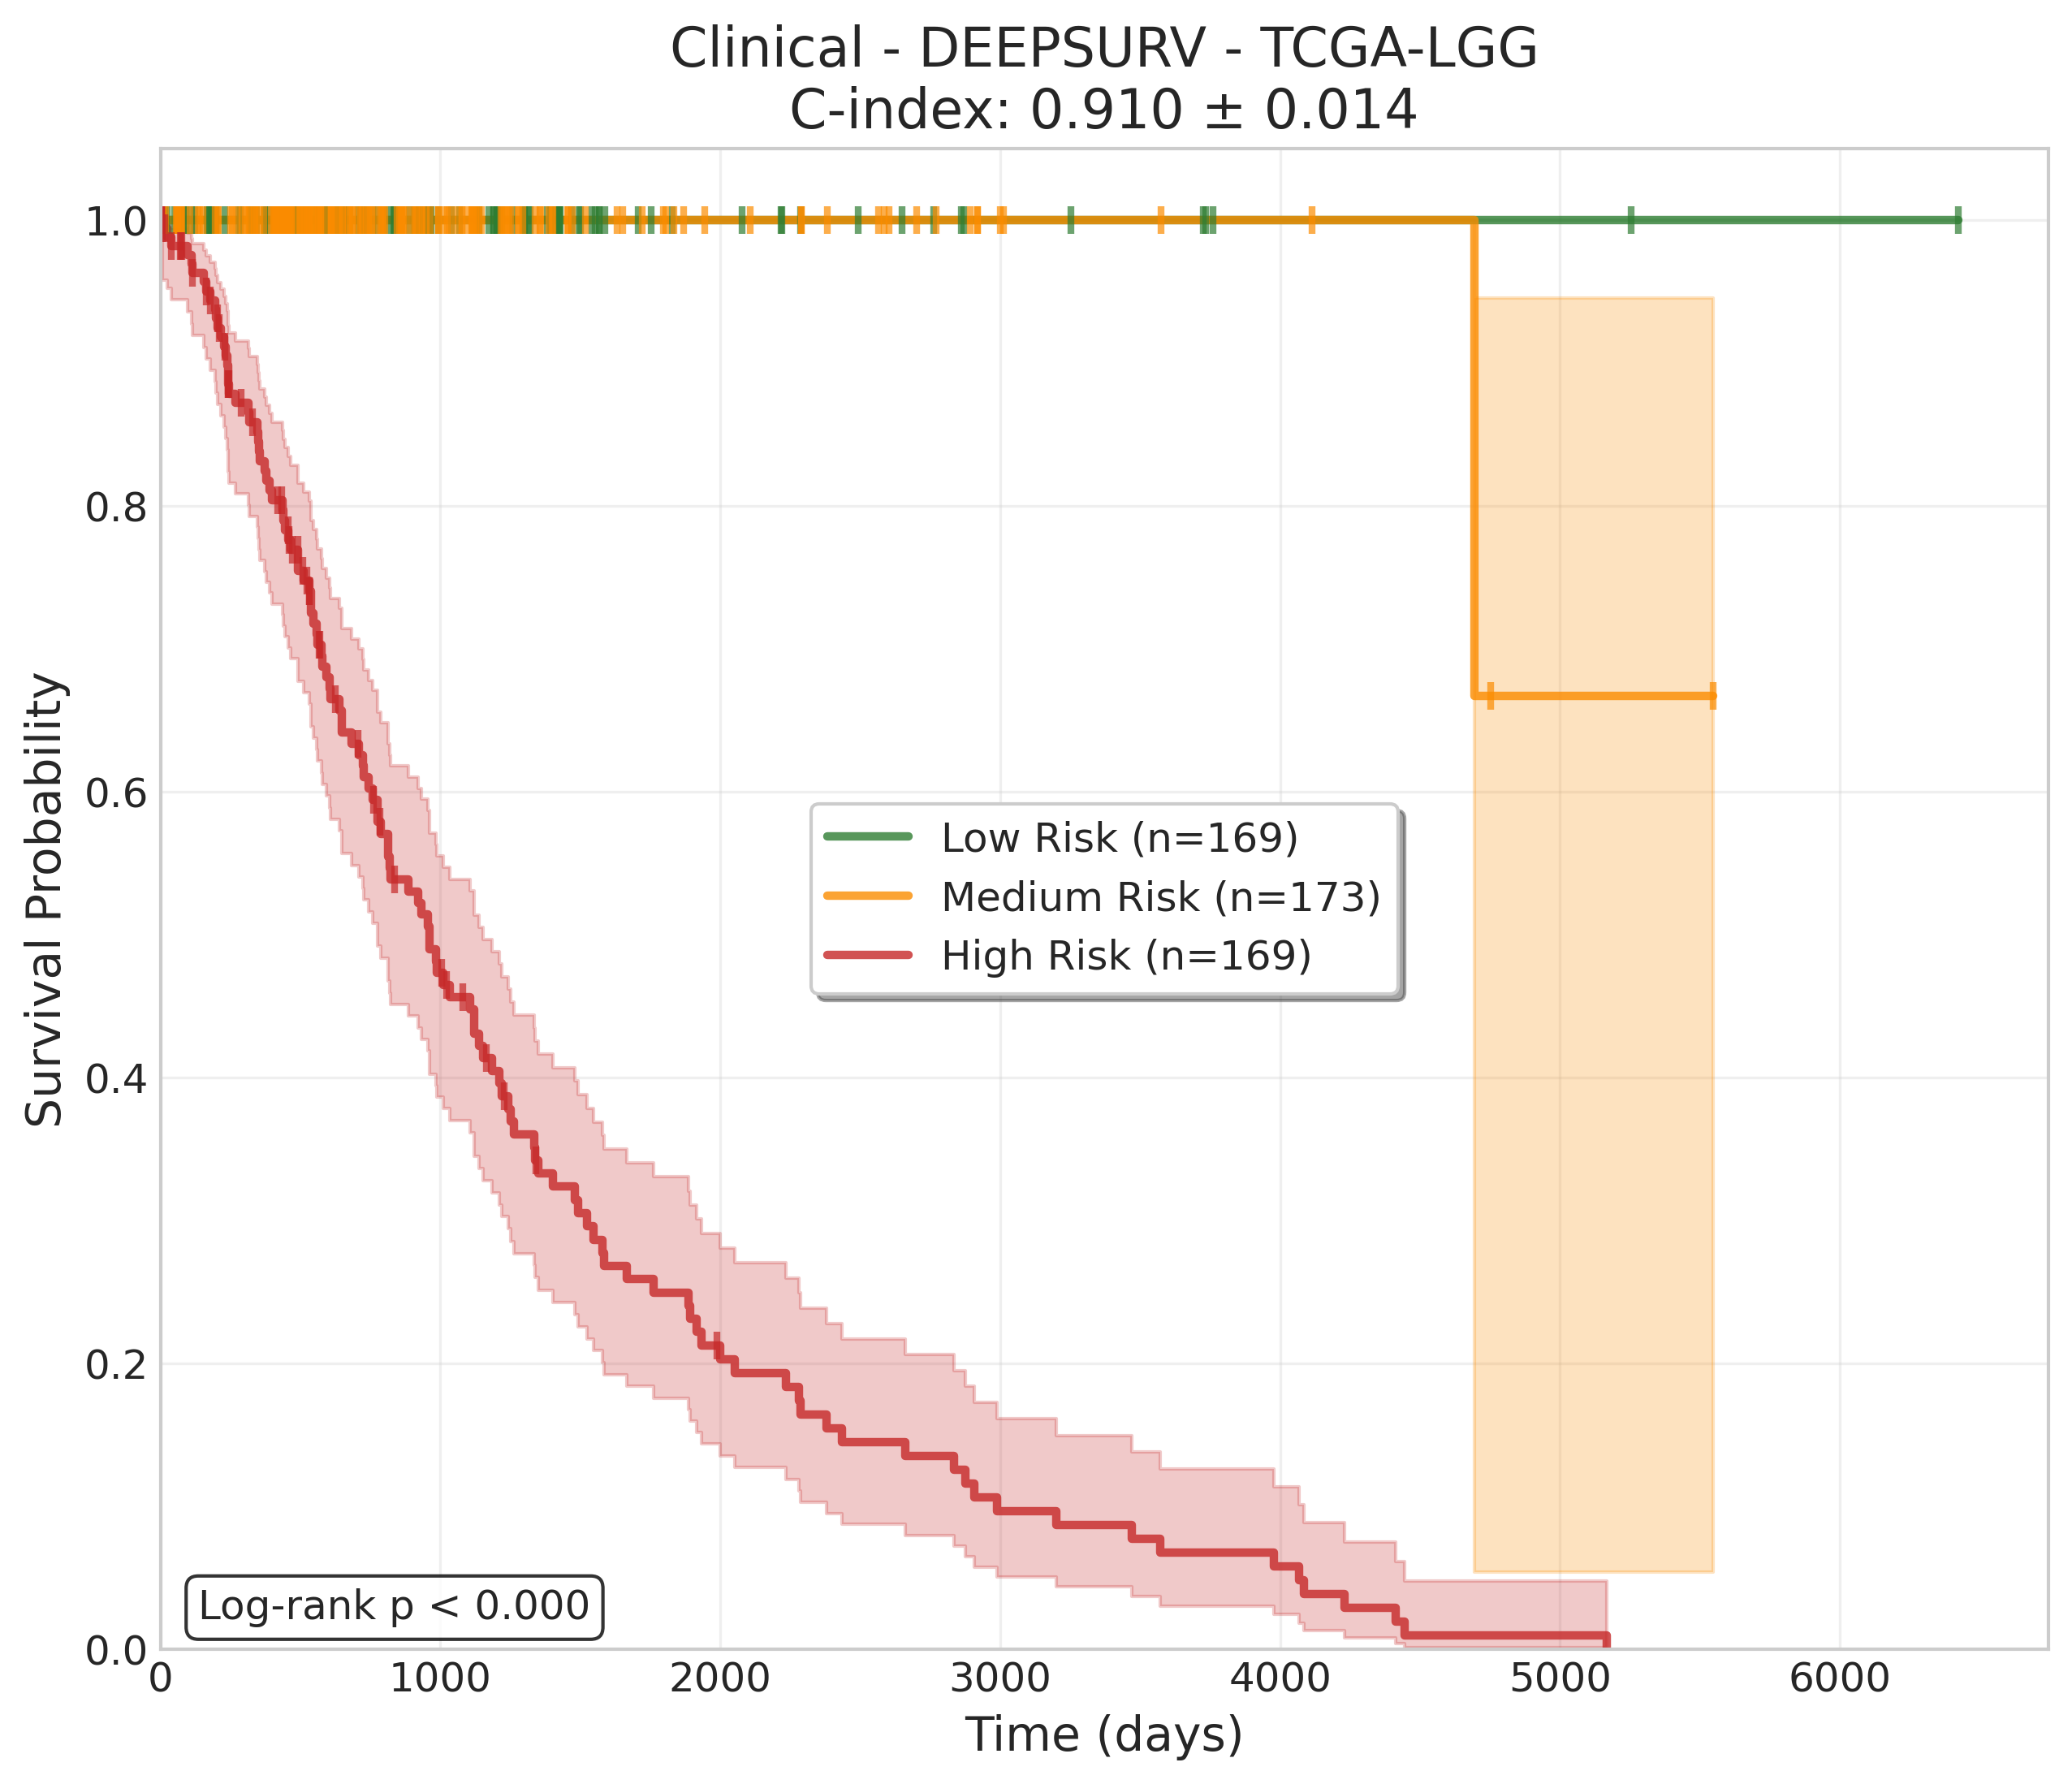 Clinical - DEEPSURV - TCGA-LGG
C-index: 0.910 ± 0.014
Survival Probability
1.0
0.8
0.6
0.4
0.2
0.0
Low Risk (n=169)
Medium Risk (n=173)
High Risk (n=169)
Log-rank p < 0.000
0 1000 2000 3000 4000 5000 6000
Time (days)